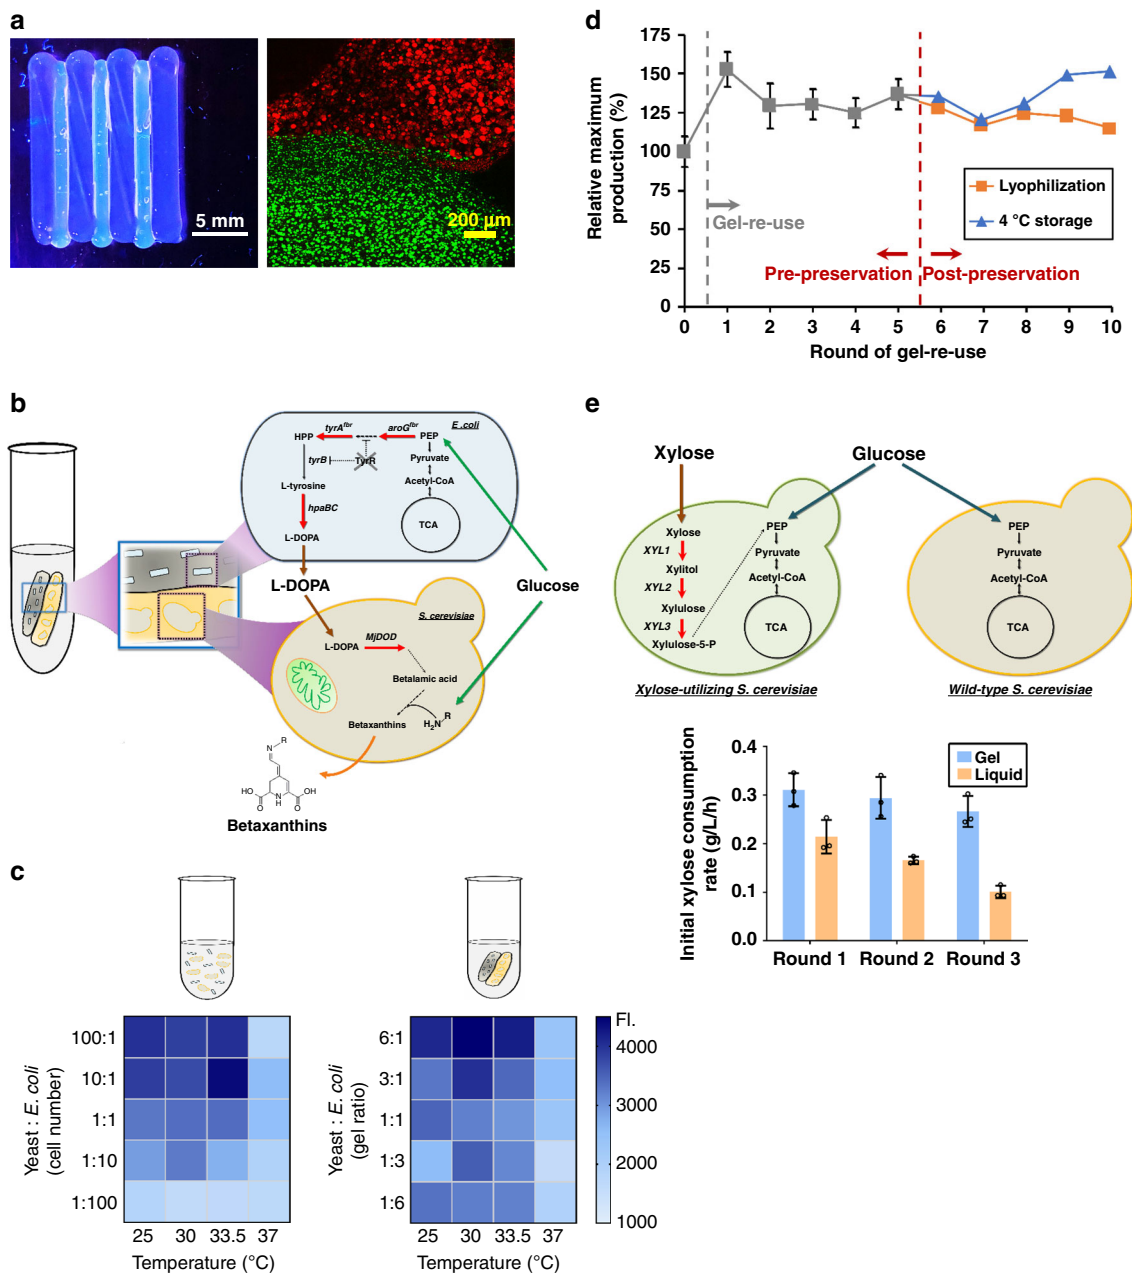 a
5 mm
200 µm
b
E .coli
tyrA^fbr
aroG^fbr
HPP
PEP
tyrB
TyrR
Pyruvate
L-tyrosine
Acetyl-CoA
hpaBC
TCA
L-DOPA
L-DOPA
Glucose
S. cerevisiae
MjDOD
L-DOPA
Betalamic acid
Betaxanthins
H₂N
R
R
N
HO
OH
N
H
O
O
Betaxanthins
c
Yeast : E. coli
(cell number)
100:1
10:1
1:1
1:10
1:100
25 30 33.5 37
Temperature (°C)
Yeast : E. coli
(gel ratio)
6:1
3:1
1:1
1:3
1:6
25 30 33.5 37
Temperature (°C)
Fl.
4000
3000
2000
1000
d
Relative maximum
production (%)
175
150
125
100
75
50
25
0
Gel-re-use
Lyophilization
4 °C storage
Pre-preservation
Post-preservation
0 1 2 3 4 5 6 7 8 9 10
Round of gel-re-use
e
Xylose
Glucose
Xylose
XYL1
Xylitol
XYL2
Xylulose
XYL3
Xylulose-5-P
PEP
Pyruvate
Acetyl-CoA
TCA
PEP
Pyruvate
Acetyl-CoA
TCA
Xylose-utilizing S. cerevisiae
Wild-type S. cerevisiae
Initial xylose consumption
rate (g/L/h)
0.4
0.3
0.2
0.1
0.0
Gel
Liquid
Round 1 Round 2 Round 3